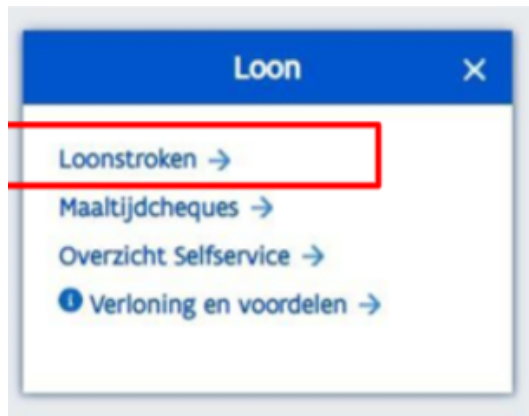 Loon
Loonstroken →
Maaltijdcheques →
Overzicht Selfservice →
Verloning en voordelen →